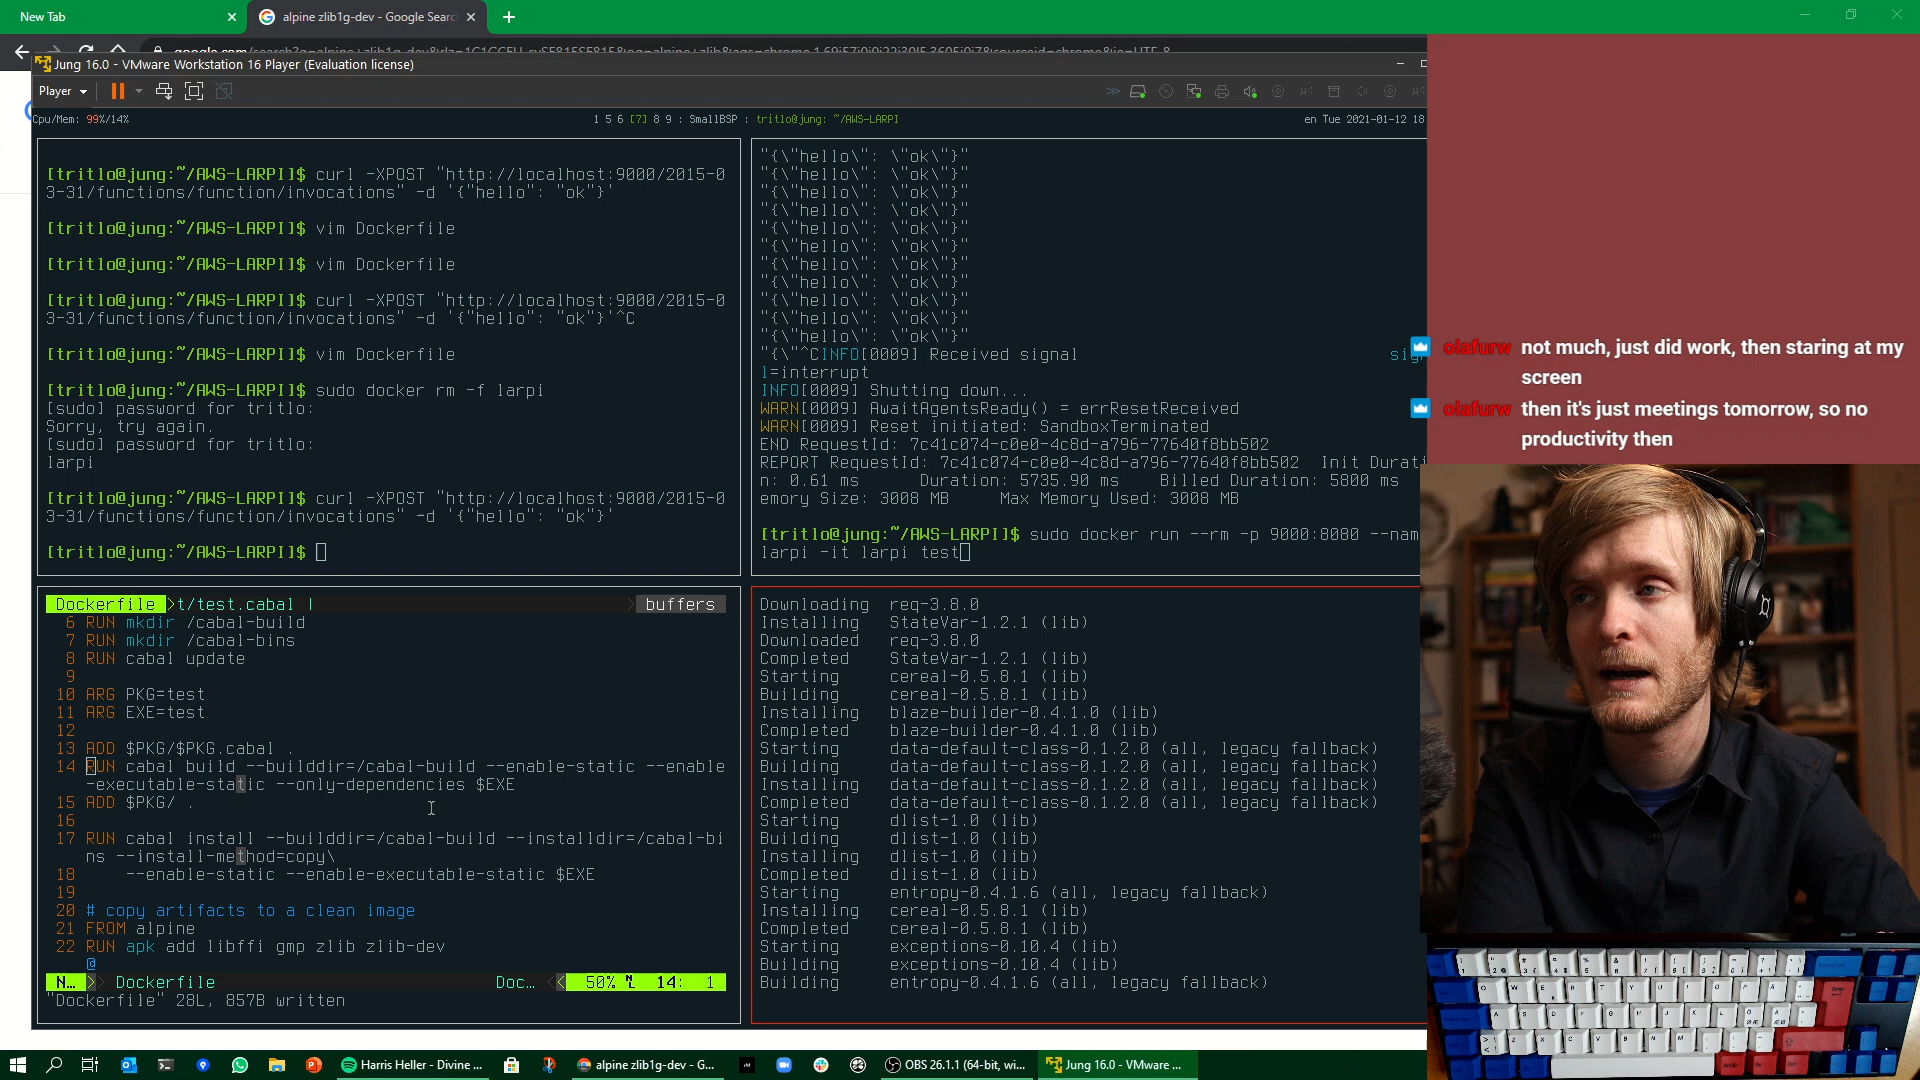 New Tab
alpine zlib1g-dev - Google Search
Jung 16.0 - VMware Workstation 16 Player (Evaluation license)
Player
Cpu/Mem: 99%/14%
1 5 6 [7] 8 9 : SmallBSP : tritlo@jung: ~/AWS-LARPI
en Tue 2021-01-12 18
[tritlo@jung:~/AWS-LARPI]$ curl -XPOST "http://localhost:9000/2015-0
3-31/functions/function/invocations" -d '{"hello": "ok"}'
[tritlo@jung:~/AWS-LARPI]$ vim Dockerfile
[tritlo@jung:~/AWS-LARPI]$ vim Dockerfile
[tritlo@jung:~/AWS-LARPI]$ curl -XPOST "http://localhost:9000/2015-0
3-31/functions/function/invocations" -d '{"hello": "ok"}'^C
[tritlo@jung:~/AWS-LARPI]$ vim Dockerfile
[tritlo@jung:~/AWS-LARPI]$ sudo docker rm -f larpi
[sudo] password for tritlo:
Sorry, try again.
[sudo] password for tritlo:
larpi
[tritlo@jung:~/AWS-LARPI]$ curl -XPOST "http://localhost:9000/2015-0
3-31/functions/function/invocations" -d '{"hello": "ok"}'
[tritlo@jung:~/AWS-LARPI]$
"{\"hello\": \"ok\"}"
"{\"hello\": \"ok\"}"
"{\"hello\": \"ok\"}"
"{\"hello\": \"ok\"}"
"{\"hello\": \"ok\"}"
"{\"hello\": \"ok\"}"
"{\"hello\": \"ok\"}"
"{\"hello\": \"ok\"}"
"{\"hello\": \"ok\"}"
"{\"hello\": \"ok\"}"
"{\"hello\": \"ok\"}"
"{\"^CINFO[0009] Received signal sig
l=interrupt
INFO[0009] Shutting down...
WARN[0009] AwaitAgentsReady() = errResetReceived
WARN[0009] Reset initiated: SandboxTerminated
END RequestId: 7c41c074-c0e0-4c8d-a796-77640f8bb502
REPORT RequestId: 7c41c074-c0e0-4c8d-a796-77640f8bb502 Init Durati
n: 0.61 ms Duration: 5735.90 ms Billed Duration: 5800 ms
emory Size: 3008 MB Max Memory Used: 3008 MB
[tritlo@jung:~/AWS-LARPI]$ sudo docker run --rm -p 9000:8080 --nam
larpi -it larpi test
Dockerfile >t/test.cabal | buffers
6 RUN mkdir /cabal-build
7 RUN mkdir /cabal-bins
8 RUN cabal update
9
10 ARG PKG=test
11 ARG EXE=test
12
13 ADD $PKG/$PKG.cabal .
14 RUN cabal build --builddir=/cabal-build --enable-static --enable
-executable-static --only-dependencies $EXE
15 ADD $PKG/ .
16
17 RUN cabal install --builddir=/cabal-build --installdir=/cabal-bi
ns --install-method=copy\
18 --enable-static --enable-executable-static $EXE
19
20 # copy artifacts to a clean image
21 FROM alpine
22 RUN apk add libffi gmp zlib zlib-dev
@
N... Dockerfile Doc... 50% 14: 1
"Dockerfile" 28L, 857B written
Downloading req-3.8.0
Installing StateVar-1.2.1 (lib)
Downloaded req-3.8.0
Completed StateVar-1.2.1 (lib)
Starting cereal-0.5.8.1 (lib)
Building cereal-0.5.8.1 (lib)
Installing blaze-builder-0.4.1.0 (lib)
Completed blaze-builder-0.4.1.0 (lib)
Starting data-default-class-0.1.2.0 (all, legacy fallback)
Building data-default-class-0.1.2.0 (all, legacy fallback)
Installing data-default-class-0.1.2.0 (all, legacy fallback)
Completed data-default-class-0.1.2.0 (all, legacy fallback)
Starting dlist-1.0 (lib)
Building dlist-1.0 (lib)
Installing dlist-1.0 (lib)
Completed dlist-1.0 (lib)
Starting entropy-0.4.1.6 (all, legacy fallback)
Installing cereal-0.5.8.1 (lib)
Completed cereal-0.5.8.1 (lib)
Starting exceptions-0.10.4 (lib)
Building exceptions-0.10.4 (lib)
Building entropy-0.4.1.6 (all, legacy fallback)
olafurw not much, just did work, then staring at my
screen
olafurw then it's just meetings tomorrow, so no
productivity then
Harris Heller - Divine ...
alpine zlib1g-dev - G...
OBS 26.1.1 (64-bit, wi...
Jung 16.0 - VMware ...